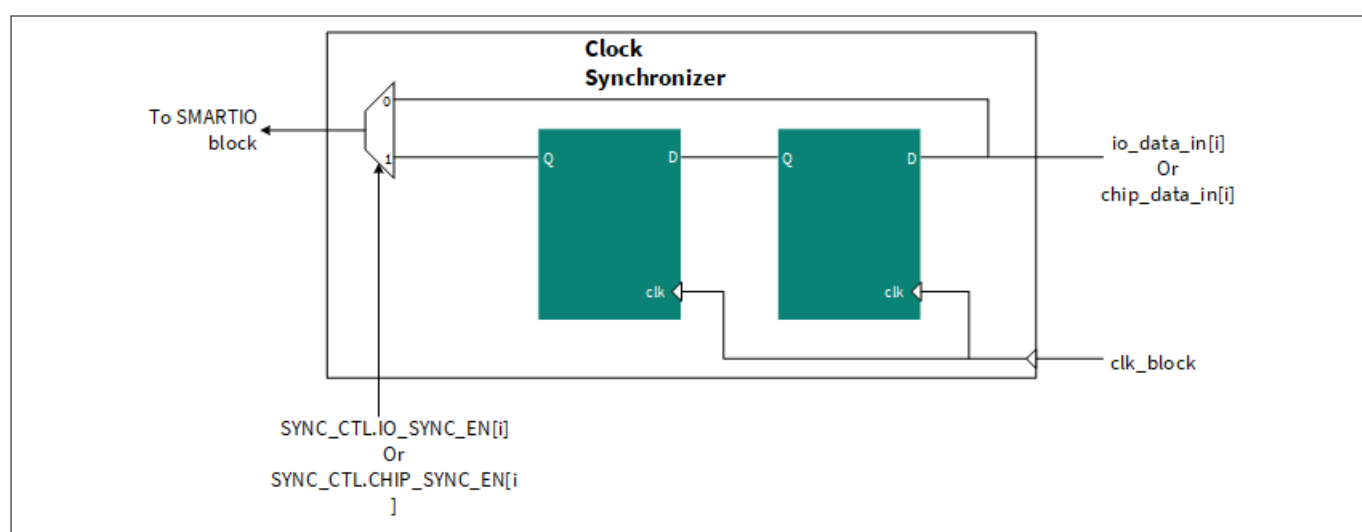 Clock
Synchronizer
0
To SMARTIO
block
1
Q
D
Q
D
io_data_in[i]
Or
chip_data_in[i]
clk
clk
clk_block
SYNC_CTL.IO_SYNC_EN[i]
Or
SYNC_CTL.CHIP_SYNC_EN[i
]